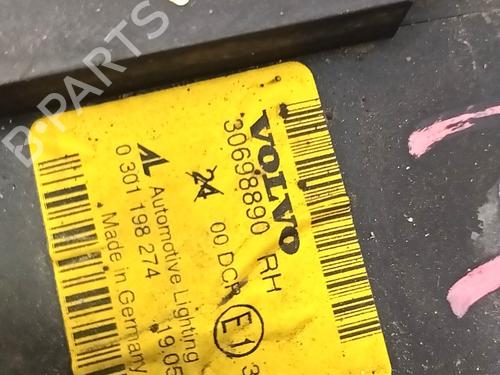 VOLVO
30698890 RH
24 00 DCR E1 3
AL Automotive Lighting
0 301 198 274 19.05
Made in Germany
B-PARTS